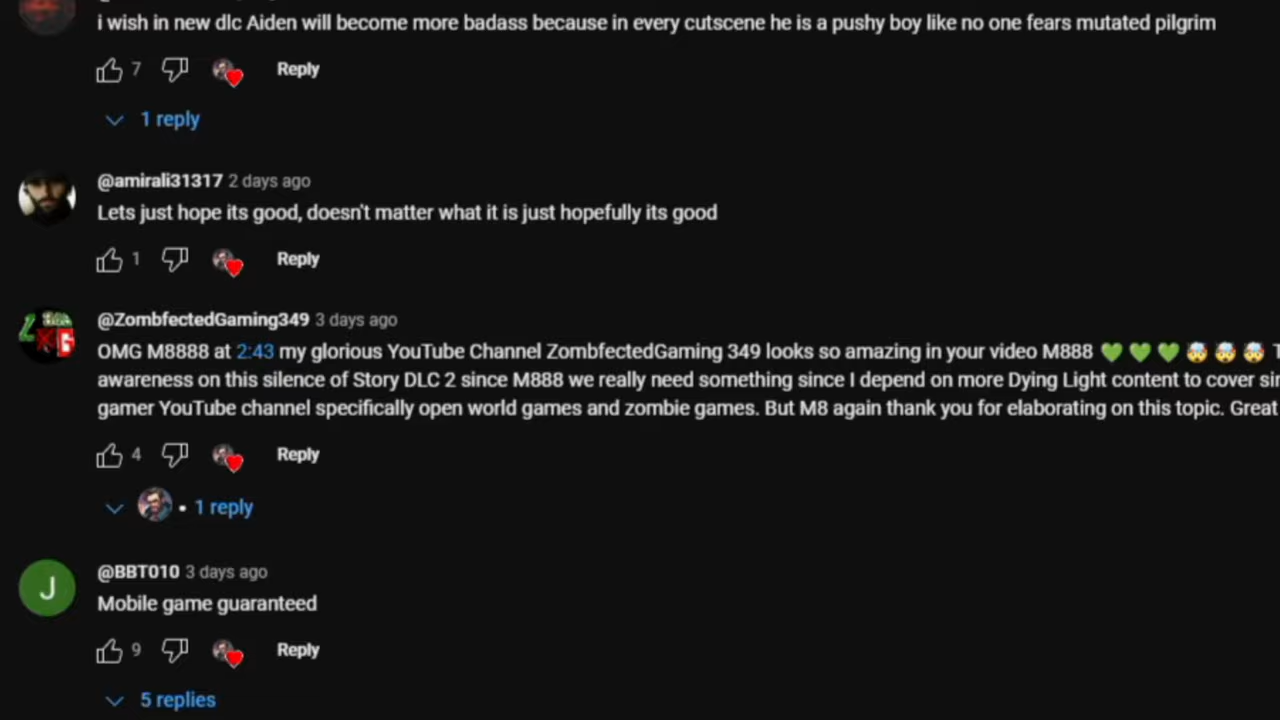 i wish in new dlc Aiden will become more badass because in every cutscene he is a pushy boy like no one fears mutated pilgrim
7 Reply
1 reply
@amirali31317 2 days ago
Lets just hope its good, doesn't matter what it is just hopefully its good
1 Reply
@ZombfectedGaming349 3 days ago
OMG M8888 at 2:43 my glorious YouTube Channel ZombfectedGaming 349 looks so amazing in your video M888 💚 💚 💚 🤯 🤯 🤯 T
awareness on this silence of Story DLC 2 since M888 we really need something since I depend on more Dying Light content to cover sin
gamer YouTube channel specifically open world games and zombie games. But M8 again thank you for elaborating on this topic. Great
4 Reply
• 1 reply
J
@BBT010 3 days ago
Mobile game guaranteed
9 Reply
5 replies